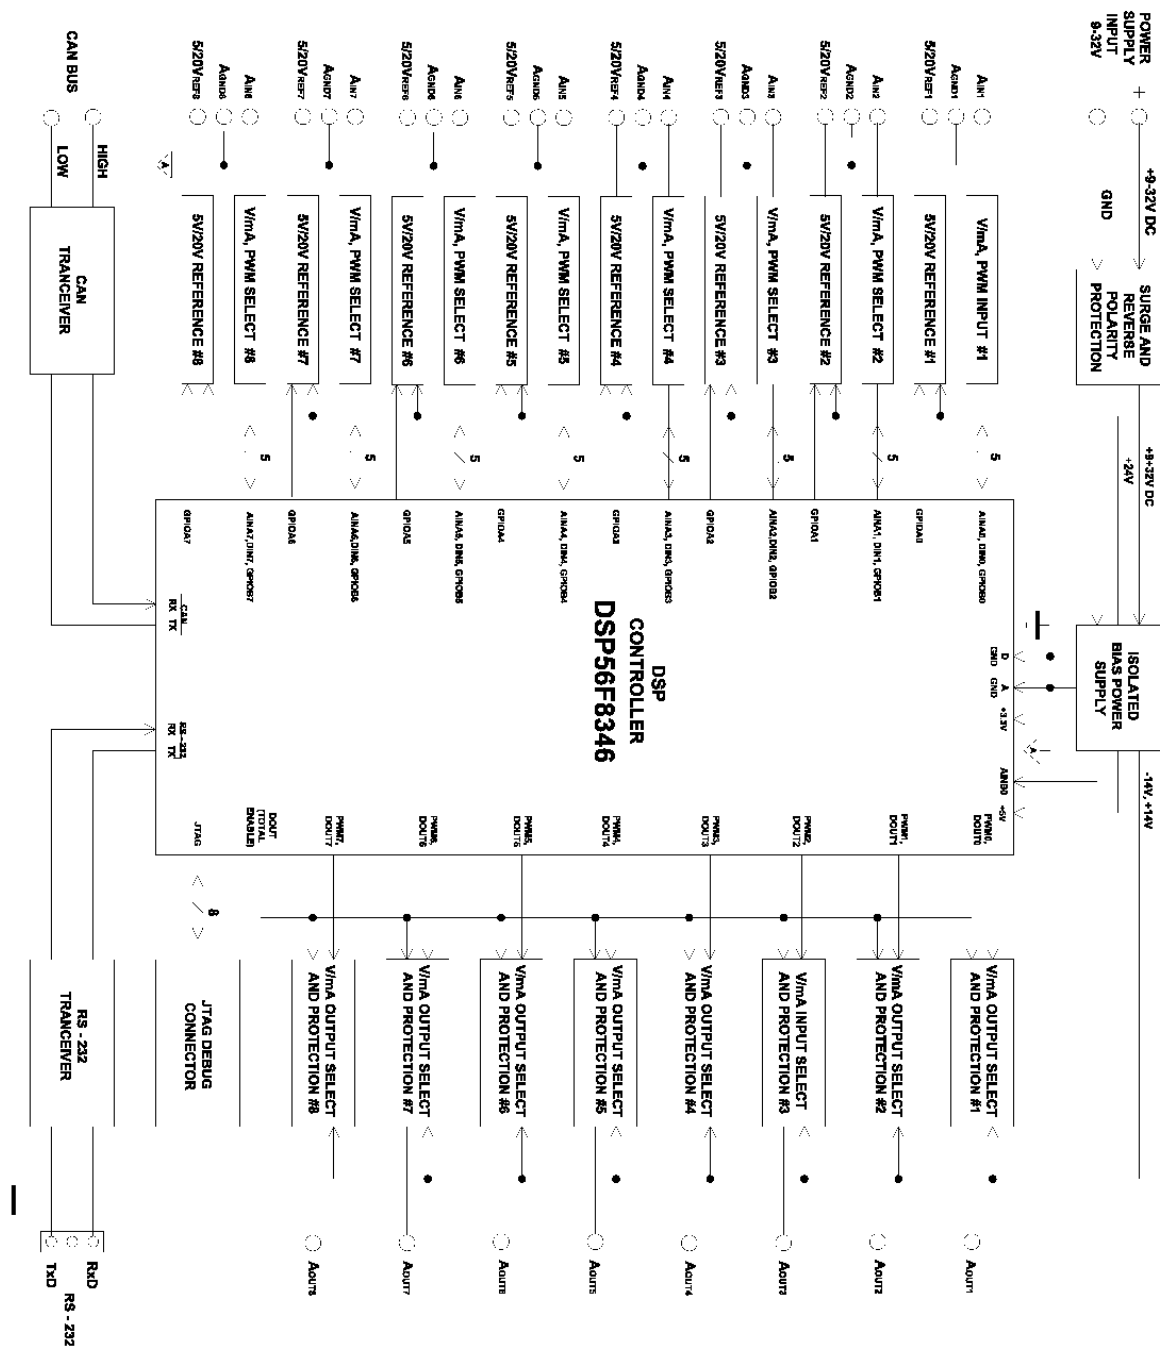 POWER
SUPPLY
INPUT
9-32V
+
+9-32V DC
GND
SURGE AND
REVERSE
POLARITY
PROTECTION
+9+32V DC
+24V
ISOLATED
BIAS POWER
SUPPLY
-14V, +14V
AIN1
AGND1
5/20VREF1
AIN2
AGND2
5/20VREF2
AIN3
AGND3
5/20VREF3
AIN4
AGND4
5/20VREF4
AIN5
AGND5
5/20VREF5
AIN6
AGND6
5/20VREF6
AIN7
AGND7
5/20VREF7
AIN8
AGND8
5/20VREF8
A
V/mA, PWM INPUT #1
5V/20V REFERENCE #1
V/mA, PWM SELECT #2
5V/20V REFERENCE #2
V/mA, PWM SELECT #3
5V/20V REFERENCE #3
V/mA, PWM SELECT #4
5V/20V REFERENCE #4
V/mA, PWM SELECT #5
5V/20V REFERENCE #5
V/mA, PWM SELECT #6
5V/20V REFERENCE #6
V/mA, PWM SELECT #7
5V/20V REFERENCE #7
V/mA, PWM SELECT #8
5V/20V REFERENCE #8
5
5
5
5
5
5
5
5
AINA0, DIN0, GPIOB0
GPIOA0
AINA1, DIN1, GPIOB1
GPIOA1
AINA2,DIN2, GPIOB2
GPIOA2
AINA3, DIN3, GPIOB3
GPIOA3
AINA4, DIN4, GPIOB4
GPIOA4
AINA5, DIN5, GPIOB5
GPIOA5
AINA6,DIN6, GPIOB6
GPIOA6
AINA7,DIN7, GPIOB7
GPIOA7
D
GND
A
GND
+3.3V
A
AINB0
+5V
DSP
CONTROLLER
DSP56F8346
CAN
RX TX
RS - 232
RX TX
PWM0,
DOUT0
PWM1,
DOUT1
PWM2,
DOUT2
PWM3,
DOUT3
PWM4,
DOUT4
PWM5,
DOUT5
PWM6,
DOUT6
PWM7,
DOUT7
DOUT
(TOTAL
ENABLE)
JTAG
8
V/mA OUTPUT SELECT
AND PROTECTION #1
V/mA OUTPUT SELECT
AND PROTECTION #2
V/mA INPUT SELECT
AND PROTECTION #3
V/mA OUTPUT SELECT
AND PROTECTION #4
V/mA OUTPUT SELECT
AND PROTECTION #5
V/mA OUTPUT SELECT
AND PROTECTION #6
V/mA OUTPUT SELECT
AND PROTECTION #7
V/mA OUTPUT SELECT
AND PROTECTION #8
JTAG DEBUG
CONNECTOR
AOUT1
AOUT2
AOUT3
AOUT4
AOUT5
AOUT6
AOUT7
AOUT8
CAN BUS
HIGH
LOW
CAN
TRANCEIVER
RS - 232
TRANCEIVER
RxD
RS - 232
TxD